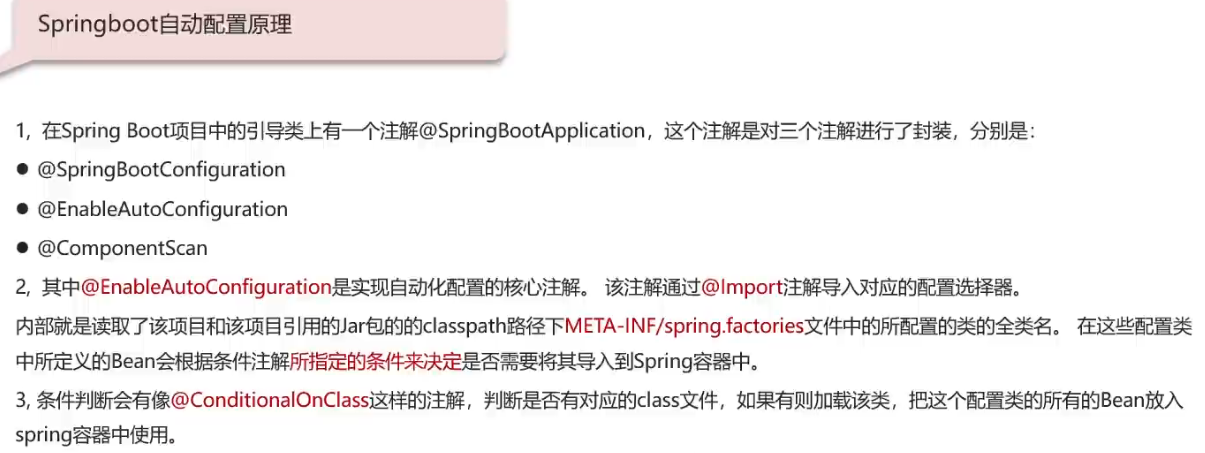 Springboot自动配置原理
1, 在Spring Boot项目中的引导类上有一个注解@SpringBootApplication，这个注解是对三个注解进行了封装，分别是：
● @SpringBootConfiguration
● @EnableAutoConfiguration
● @ComponentScan
2, 其中@EnableAutoConfiguration是实现自动化配置的核心注解。 该注解通过@Import注解导入对应的配置选择器。
内部就是读取了该项目和该项目引用的Jar包的的classpath路径下META-INF/spring.factories文件中的所配置的类的全类名。 在这些配置类
中所定义的Bean会根据条件注解所指定的条件来决定是否需要将其导入到Spring容器中。
3, 条件判断会有像@ConditionalOnClass这样的注解，判断是否有对应的class文件，如果有则加载该类，把这个配置类的所有的Bean放入
spring容器中使用。